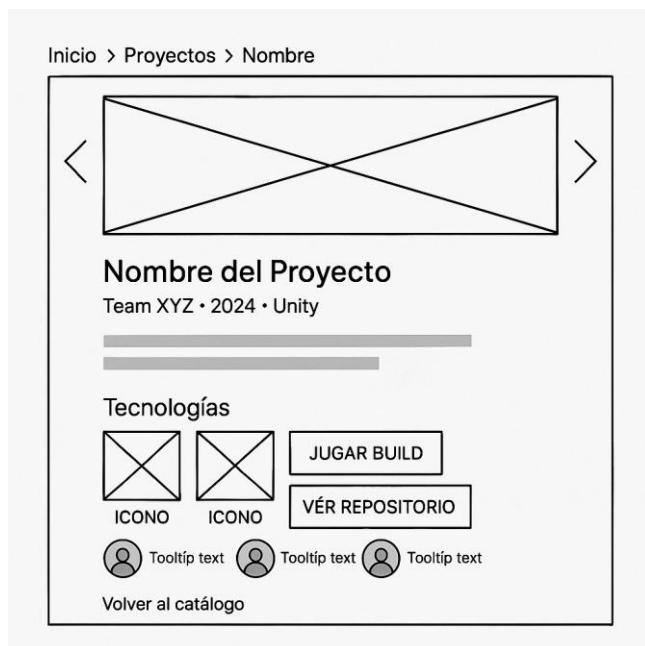 Inicio > Proyectos > Nombre
Nombre del Proyecto
Team XYZ • 2024 • Unity
Tecnologías
JUGAR BUILD
VÉR REPOSITORIO
ICONO ICONO
Tooltíp text Tooltíp text Tooltíp text
Volver al catálogo